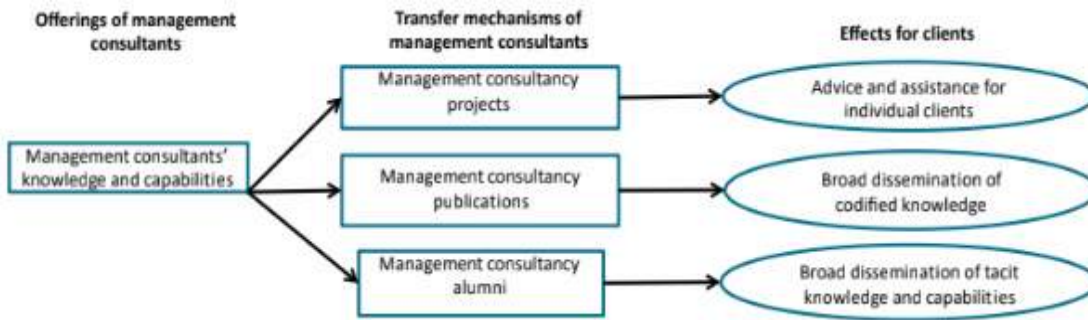 Offerings of management
consultants
Transfer mechanisms of
management consultants
Effects for clients
Management consultants'
knowledge and capabilities
Management consultancy
projects
Advice and assistance for
individual clients
Management consultancy
publications
Broad dissemination of
codified knowledge
Management consultancy
alumni
Broad dissemination of tacit
knowledge and capabilities